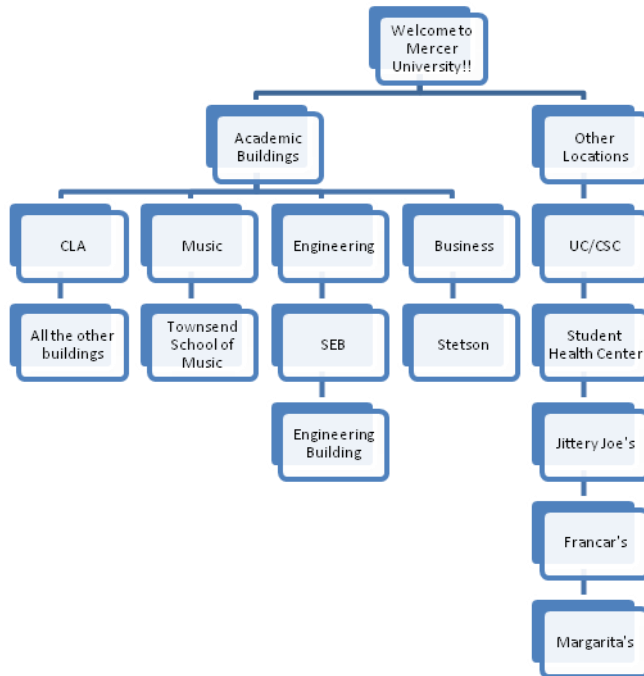 Welcome to
Mercer
University!!
Academic
Buildings
Other
Locations
CLA
Music
Engineering
Business
UC/CSC
All the other
buildings
Townsend
School of
Music
SEB
Stetson
Student
Health Center
Engineering
Building
Jittery Joe's
Francar's
Margarita's